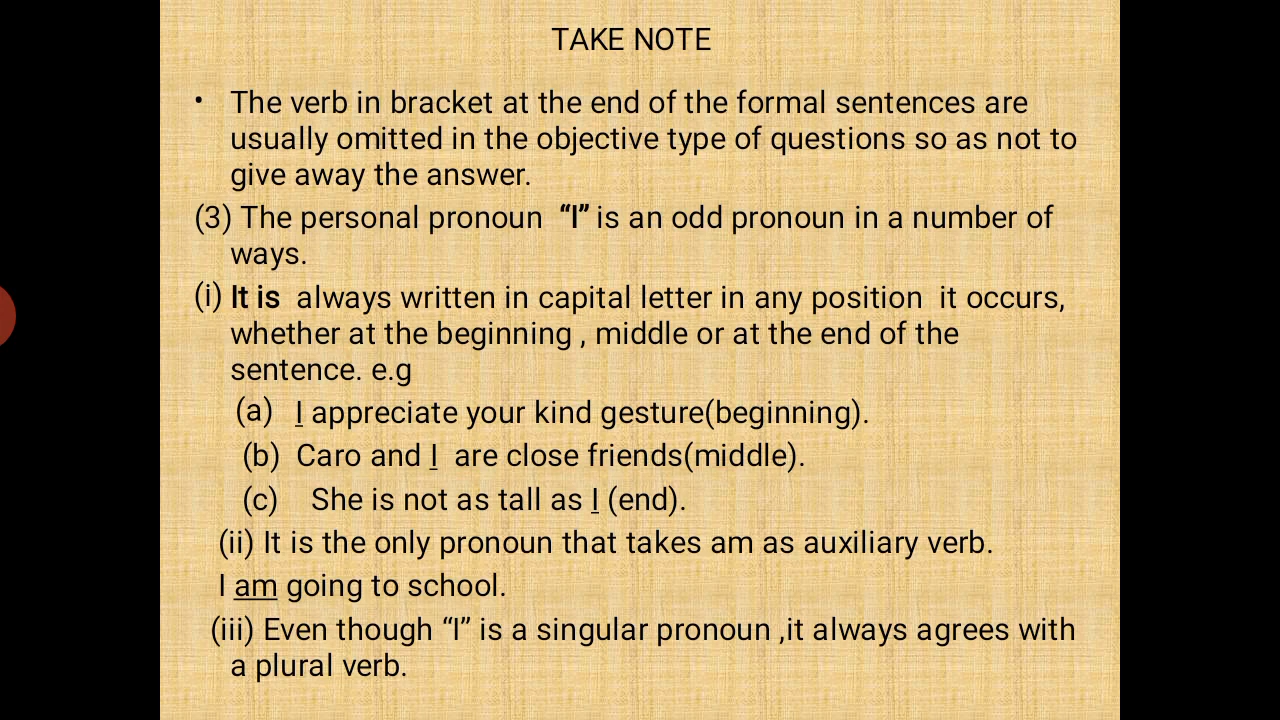 TAKE NOTE
• The verb in bracket at the end of the formal sentences are
usually omitted in the objective type of questions so as not to
give away the answer.
(3) The personal pronoun “I” is an odd pronoun in a number of
ways.
(i) It is always written in capital letter in any position it occurs,
whether at the beginning , middle or at the end of the
sentence. e.g
(a) I appreciate your kind gesture(beginning).
(b) Caro and I are close friends(middle).
(c) She is not as tall as I (end).
(ii) It is the only pronoun that takes am as auxiliary verb.
I am going to school.
(iii) Even though “I” is a singular pronoun ,it always agrees with
a plural verb.